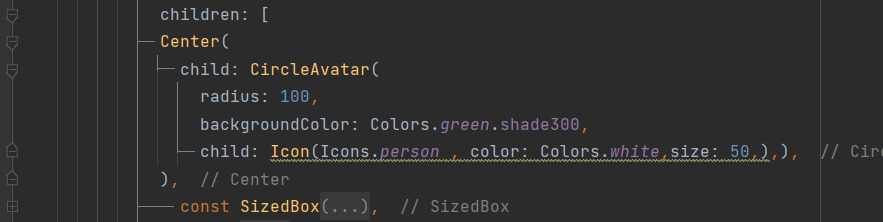 children: [
Center(
child: CircleAvatar(
radius: 100,
backgroundColor: Colors.green.shade300,
child: Icon(Icons.person , color: Colors.white,size: 50,),), // Circ
), // Center
const SizedBox(...), // SizedBox